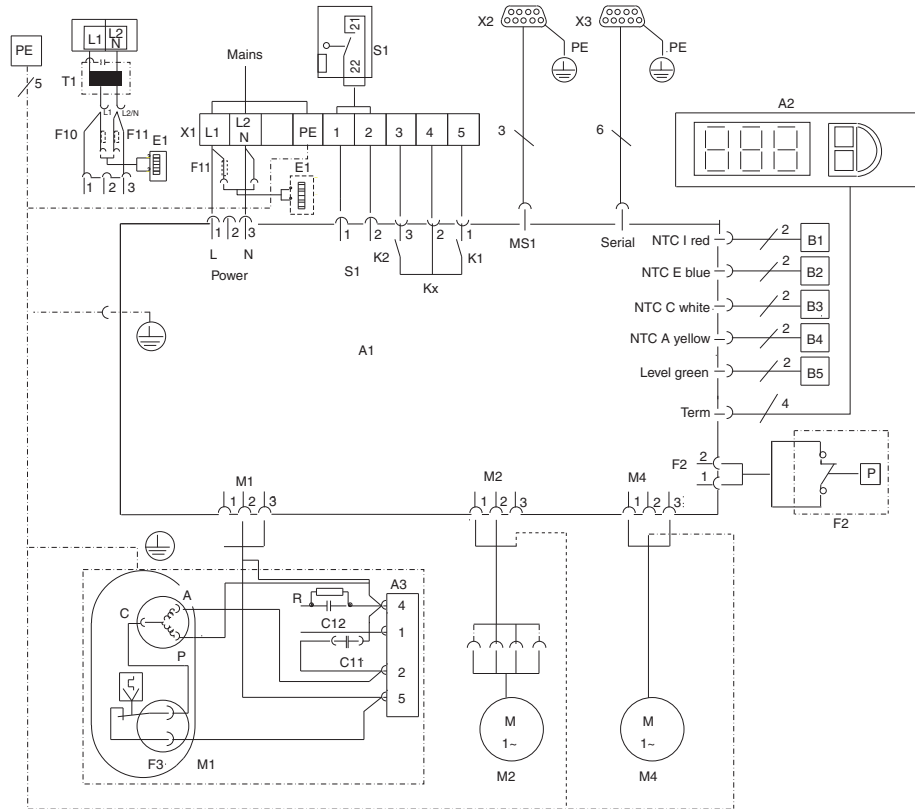 X2
X3
L1 L2
N
21
S1
22
PE
Mains
PE
PE
T1
5
A2
L1 L2/N
F10 F11
E1
X1 L1 L2
N
PE 1 2 3 4 5
3
6
F11
E1
1 2 3
1 2 3
1 2
3 2 1
L N
Power
S1
K2 K1
Kx
MS1
Serial
NTC I red
2
B1
NTC E blue
2
B2
NTC C white
2
B3
A1
NTC A yellow
2
B4
Level green
2
B5
Term
4
F2
2
1
P
F2
M1
1 2 3
M2
1 2 3
M4
1 2 3
A3
R
4
A
C
C12
1
P
C11
2
5
F3
M1
M
1~
M2
M
1~
M4